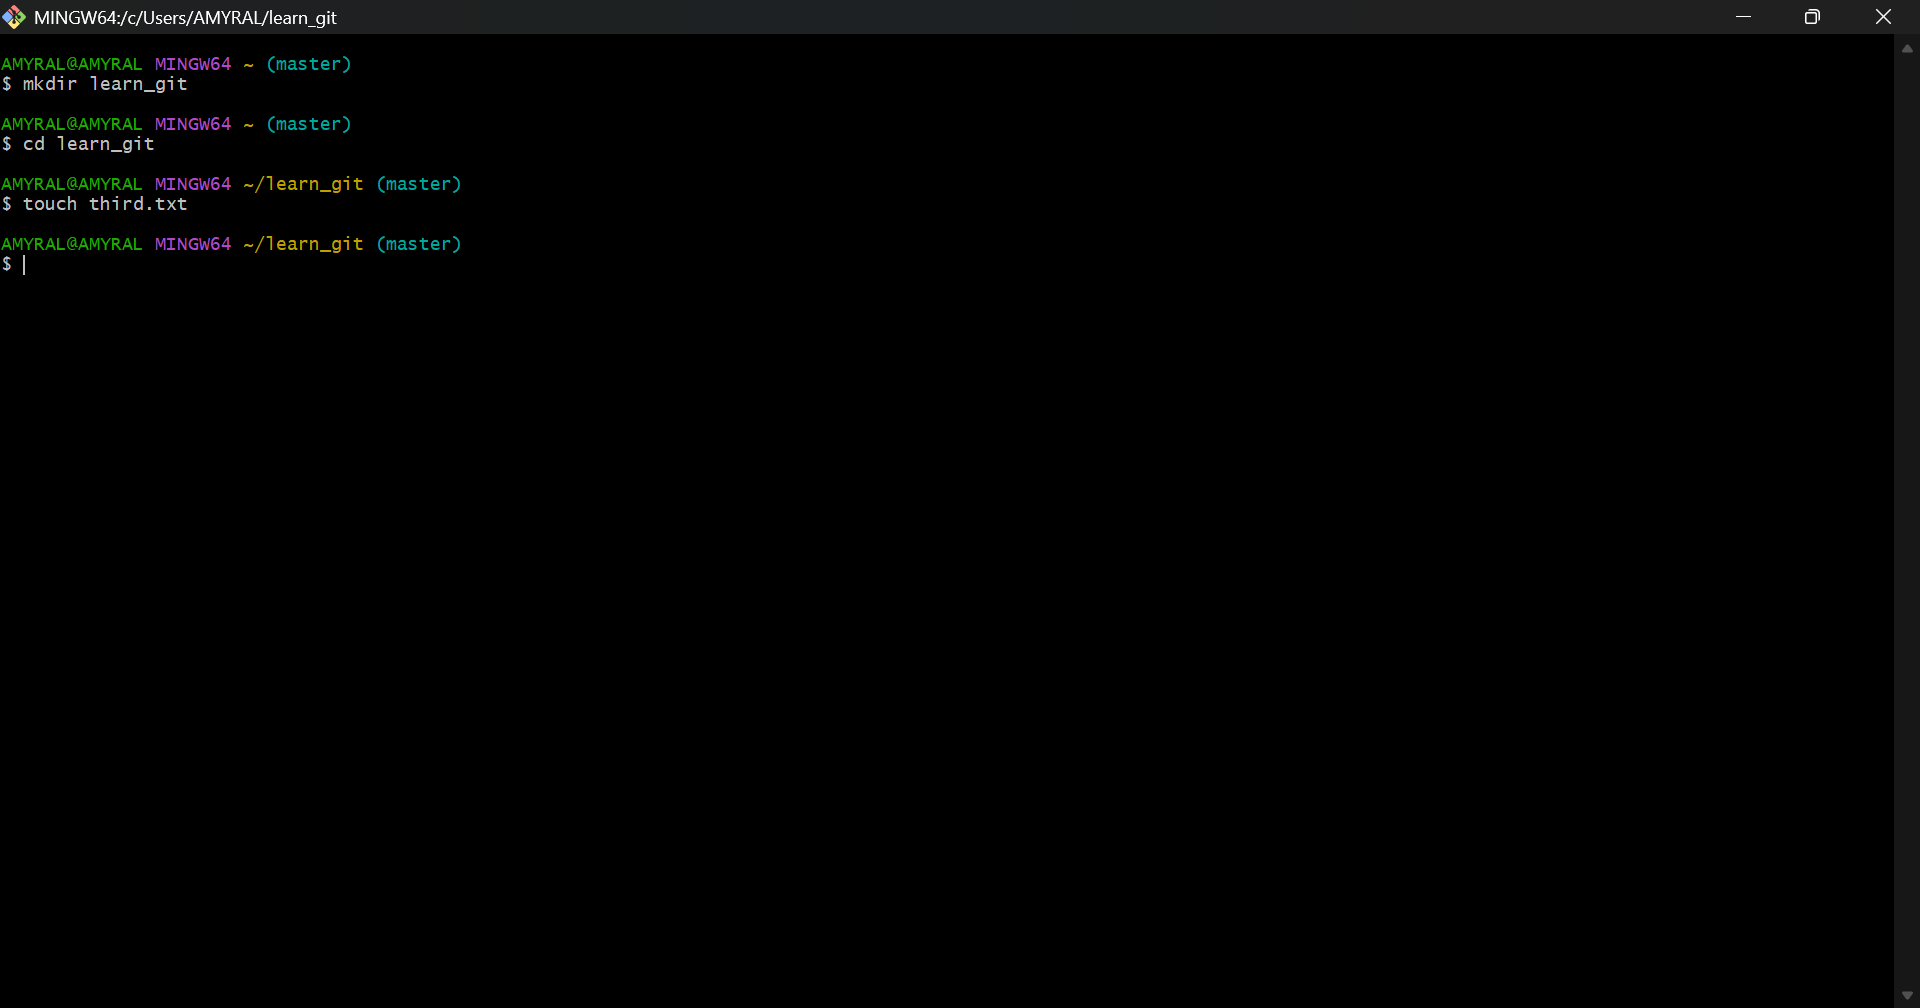 MINGW64:/c/Users/AMYRAL/learn_git
AMYRAL@AMYRAL MINGW64 ~ (master)
$ mkdir learn_git
AMYRAL@AMYRAL MINGW64 ~ (master)
$ cd learn_git
AMYRAL@AMYRAL MINGW64 ~/learn_git (master)
$ touch third.txt
AMYRAL@AMYRAL MINGW64 ~/learn_git (master)
$